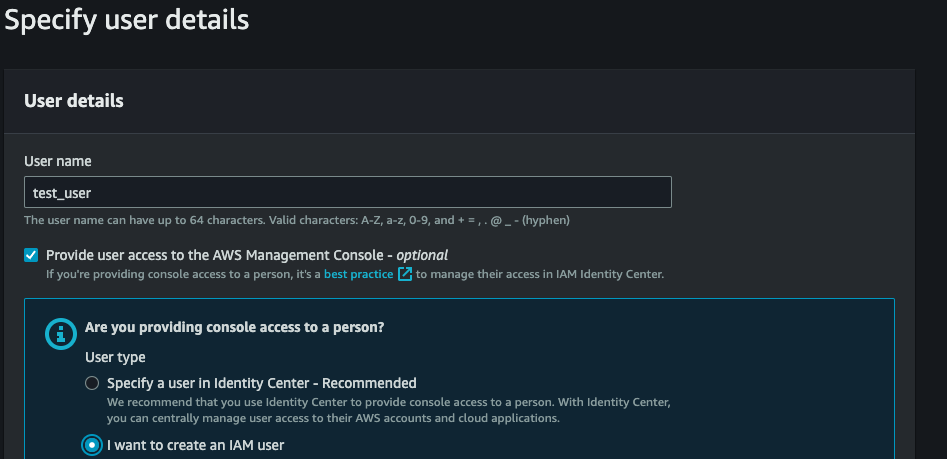 Specify user details
User details
User name
test_user
The user name can have up to 64 characters. Valid characters: A-Z, a-z, 0-9, and + = , . @ _ - (hyphen)
Provide user access to the AWS Management Console - optional
If you're providing console access to a person, it's a best practice to manage their access in IAM Identity Center.
Are you providing console access to a person?
User type
Specify a user in Identity Center - Recommended
We recommend that you use Identity Center to provide console access to a person. With Identity Center,
you can centrally manage user access to their AWS accounts and cloud applications.
I want to create an IAM user